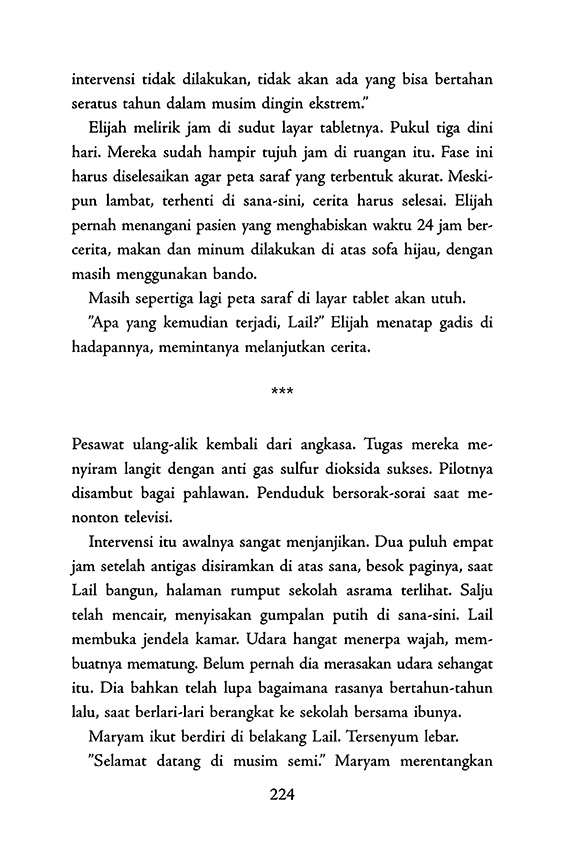 intervensi tidak dilakukan, tidak akan ada yang bisa bertahan
seratus tahun dalam musim dingin ekstrem.”
Elijah melirik jam di sudut layar tabletnya. Pukul tiga dini
hari. Mereka sudah hampir tujuh jam di ruangan itu. Fase ini
harus diselesaikan agar peta saraf yang terbentuk akurat. Meski-
pun lambat, terhenti di sana-sini, cerita harus selesai. Elijah
pernah menangani pasien yang menghabiskan waktu 24 jam ber-
cerita, makan dan minum dilakukan di atas sofa hijau, dengan
masih menggunakan bando.
Masih sepertiga lagi peta saraf di layar tablet akan utuh.
”Apa yang kemudian terjadi, Lail?” Elijah menatap gadis di
hadapannya, memintanya melanjutkan cerita.
***
Pesawat ulang-alik kembali dari angkasa. Tugas mereka me-
nyiram langit dengan anti gas sulfur dioksida sukses. Pilotnya
disambut bagai pahlawan. Penduduk bersorak-sorai saat me-
nonton televisi.
Intervensi itu awalnya sangat menjanjikan. Dua puluh empat
jam setelah antigas disiramkan di atas sana, besok paginya, saat
Lail bangun, halaman rumput sekolah asrama terlihat. Salju
telah mencair, menyisakan gumpalan putih di sana-sini. Lail
membuka jendela kamar. Udara hangat menerpa wajah, mem-
buatnya mematung. Belum pernah dia merasakan udara sehangat
itu. Dia bahkan telah lupa bagaimana rasanya bertahun-tahun
lalu, saat berlari-lari berangkat ke sekolah bersama ibunya.
Maryam ikut berdiri di belakang Lail. Tersenyum lebar.
”Selamat datang di musim semi.” Maryam merentangkan
224